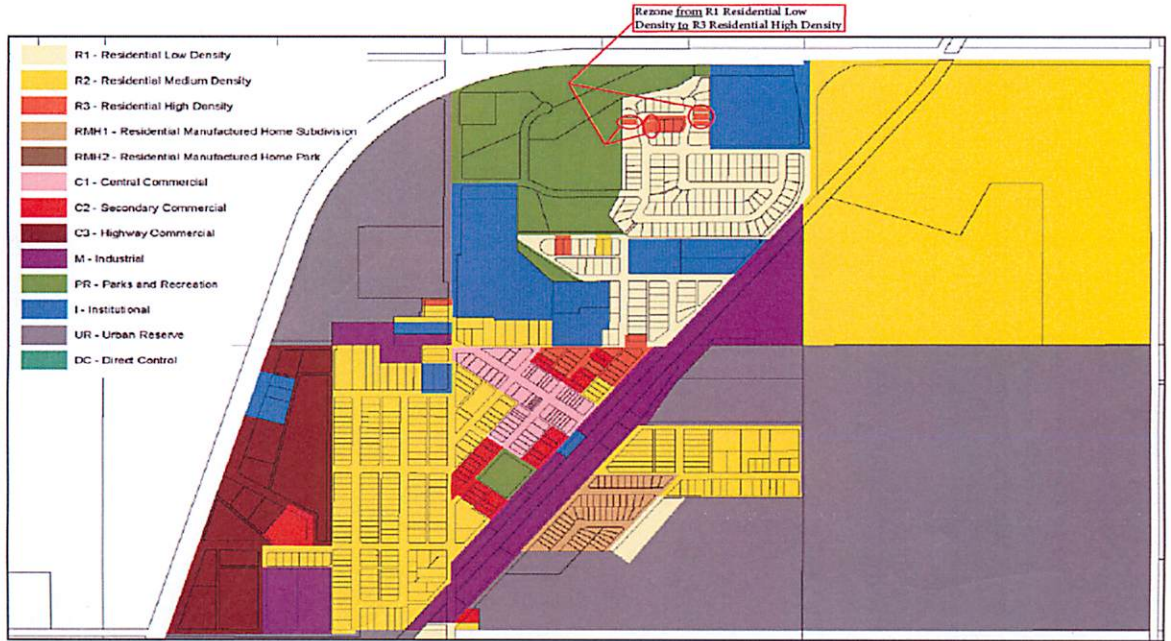 Rezone from R1 Residential Low
Density to R3 Residential High Density
R1 - Residential Low Density
R2 - Residential Medium Density
R3 - Residential High Density
RMH1 - Residential Manufactured Home Subdivision
RMH2 - Residential Manufactured Home Park
C1 - Central Commercial
C2 - Secondary Commercial
C3 - Highway Commercial
M - Industrial
PR - Parks and Recreation
I - Institutional
UR - Urban Reserve
DC - Direct Control